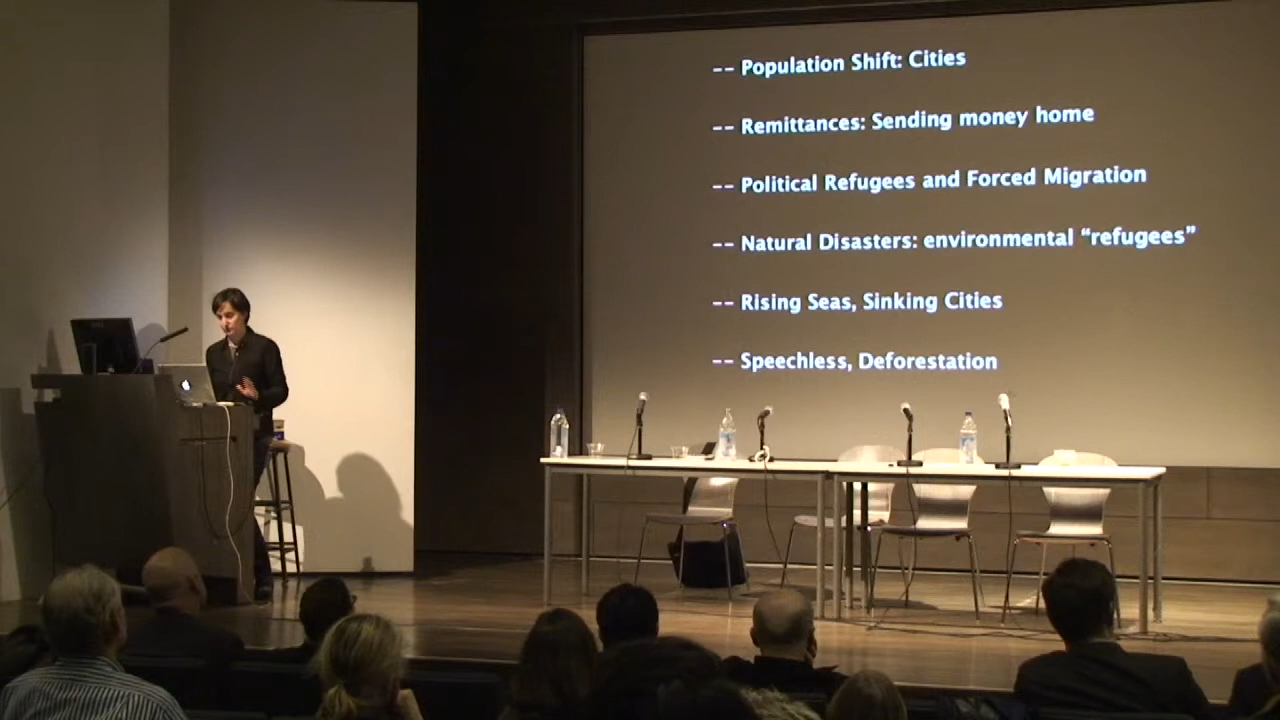 -- Population Shift: Cities
-- Remittances: Sending money home
-- Political Refugees and Forced Migration
-- Natural Disasters: environmental “refugees”
-- Rising Seas, Sinking Cities
-- Speechless, Deforestation